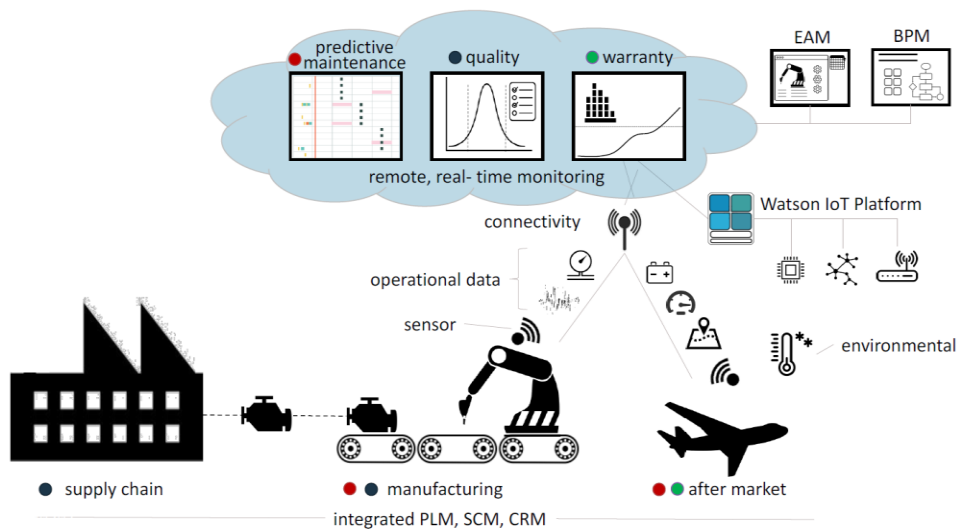 predictive
maintenance
quality
warranty
EAM
BPM
remote, real- time monitoring
connectivity
Watson IoT Platform
operational data
sensor
environmental
supply chain
manufacturing
after market
integrated PLM, SCM, CRM